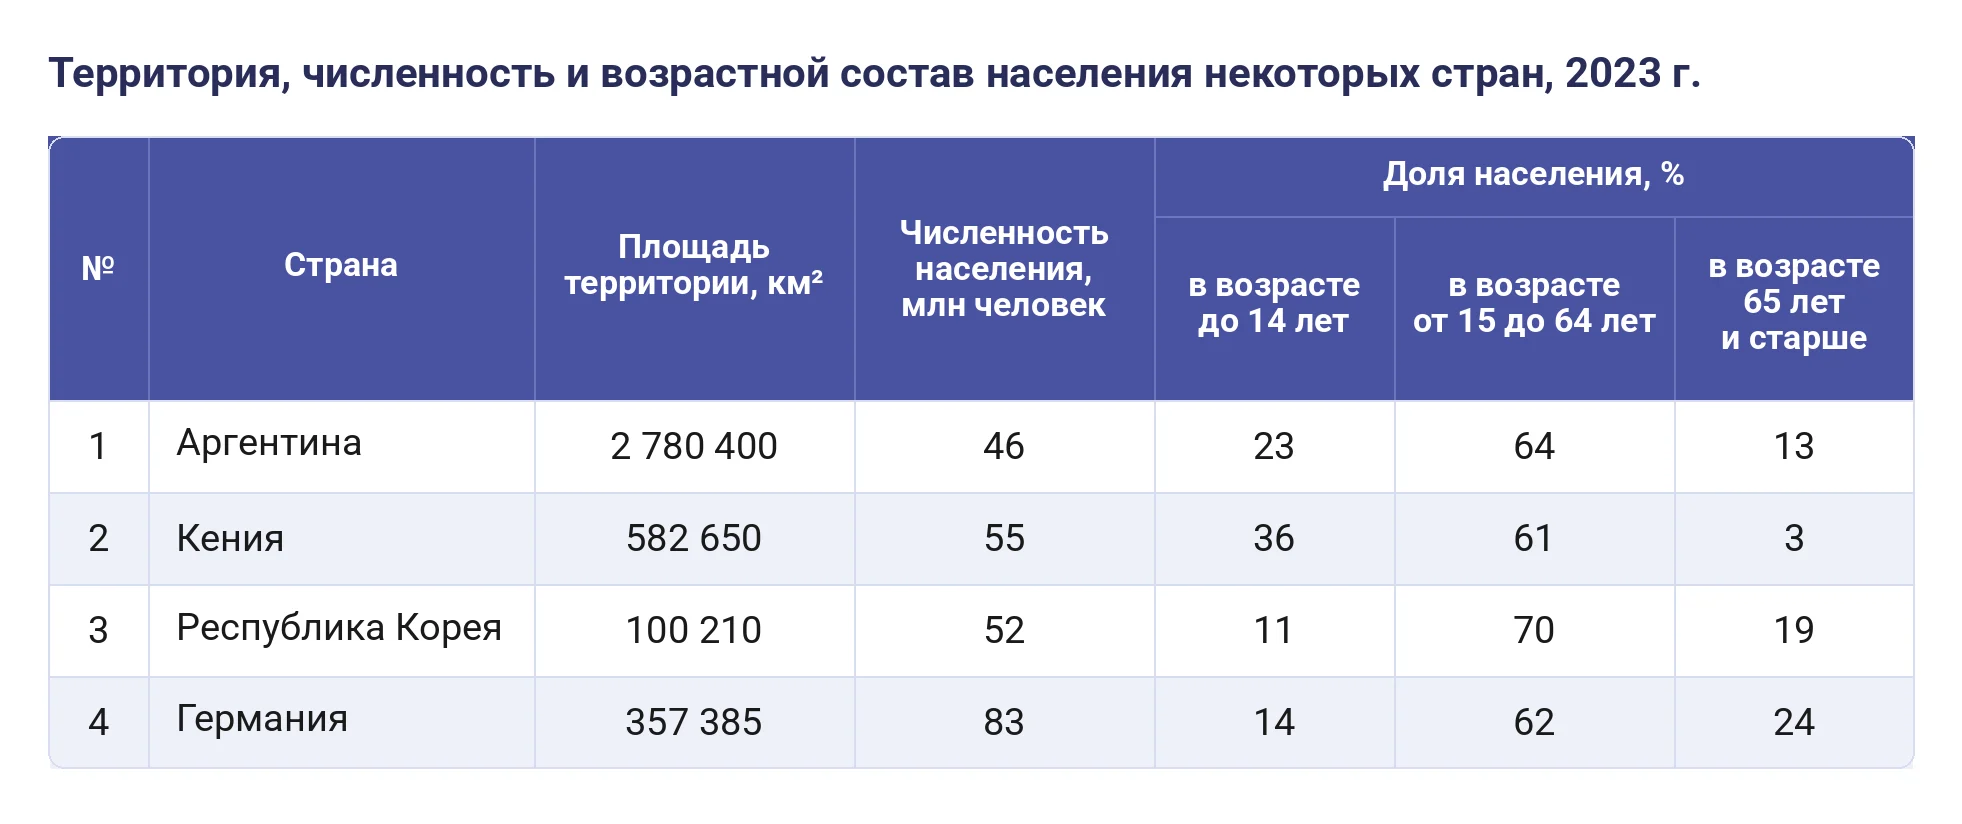 Территория, численность и возрастной состав населения некоторых стран, 2023 г.
№
Страна
Площадь
территории, км²
Численность
населения,
млн человек
Доля населения, %
в возрасте
до 14 лет
в возрасте
от 15 до 64 лет
в возрасте
65 лет
и старше
1 Аргентина 2 780 400 46 23 64 13
2 Кения 582 650 55 36 61 3
3 Республика Корея 100 210 52 11 70 19
4 Германия 357 385 83 14 62 24